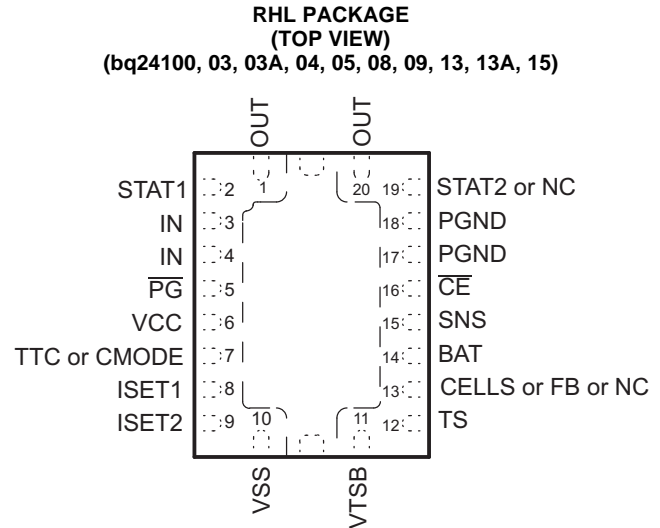 RHL PACKAGE
(TOP VIEW)
(bq24100, 03, 03A, 04, 05, 08, 09, 13, 13A, 15)
OUT OUT
STAT1 2 1 20 19 STAT2 or NC
IN 3 18 PGND
IN 4 17 PGND
P̅G̅ 5 16 C̅E̅
VCC 6 15 SNS
TTC or CMODE 7 14 BAT
ISET1 8 13 CELLS or FB or NC
ISET2 9 10 11 12 TS
VSS VTSB